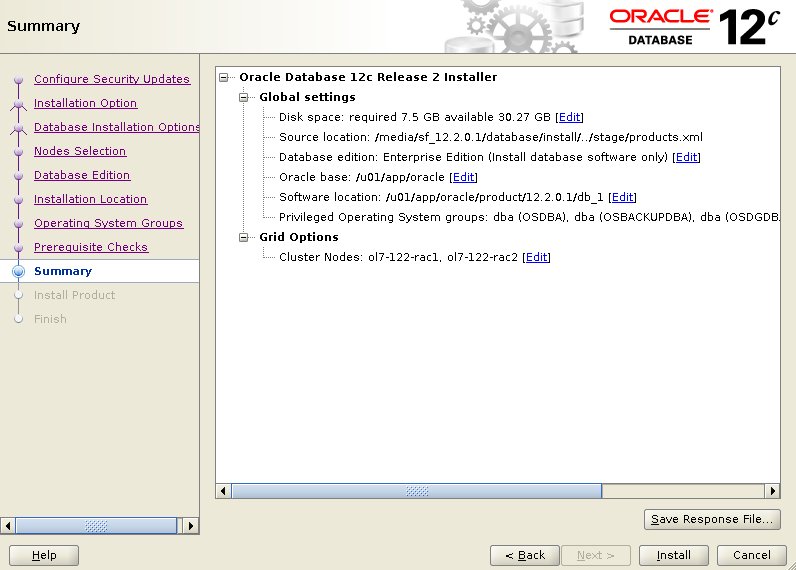 Summary
ORACLE
DATABASE
12c
Configure Security Updates
Installation Option
Database Installation Options
Nodes Selection
Database Edition
Installation Location
Operating System Groups
Prerequisite Checks
Summary
Install Product
Finish
Oracle Database 12c Release 2 Installer
Global settings
Disk space: required 7.5 GB available 30.27 GB [Edit]
Source location: /media/sf_12.2.0.1/database/install/../stage/products.xml
Database edition: Enterprise Edition (Install database software only) [Edit]
Oracle base: /u01/app/oracle [Edit]
Software location: /u01/app/oracle/product/12.2.0.1/db_1 [Edit]
Privileged Operating System groups: dba (OSDBA), dba (OSBACKUPDBA), dba (OSDGDB
Grid Options
Cluster Nodes: ol7-122-rac1, ol7-122-rac2 [Edit]
Save Response File...
Help
< Back
Next >
Install
Cancel